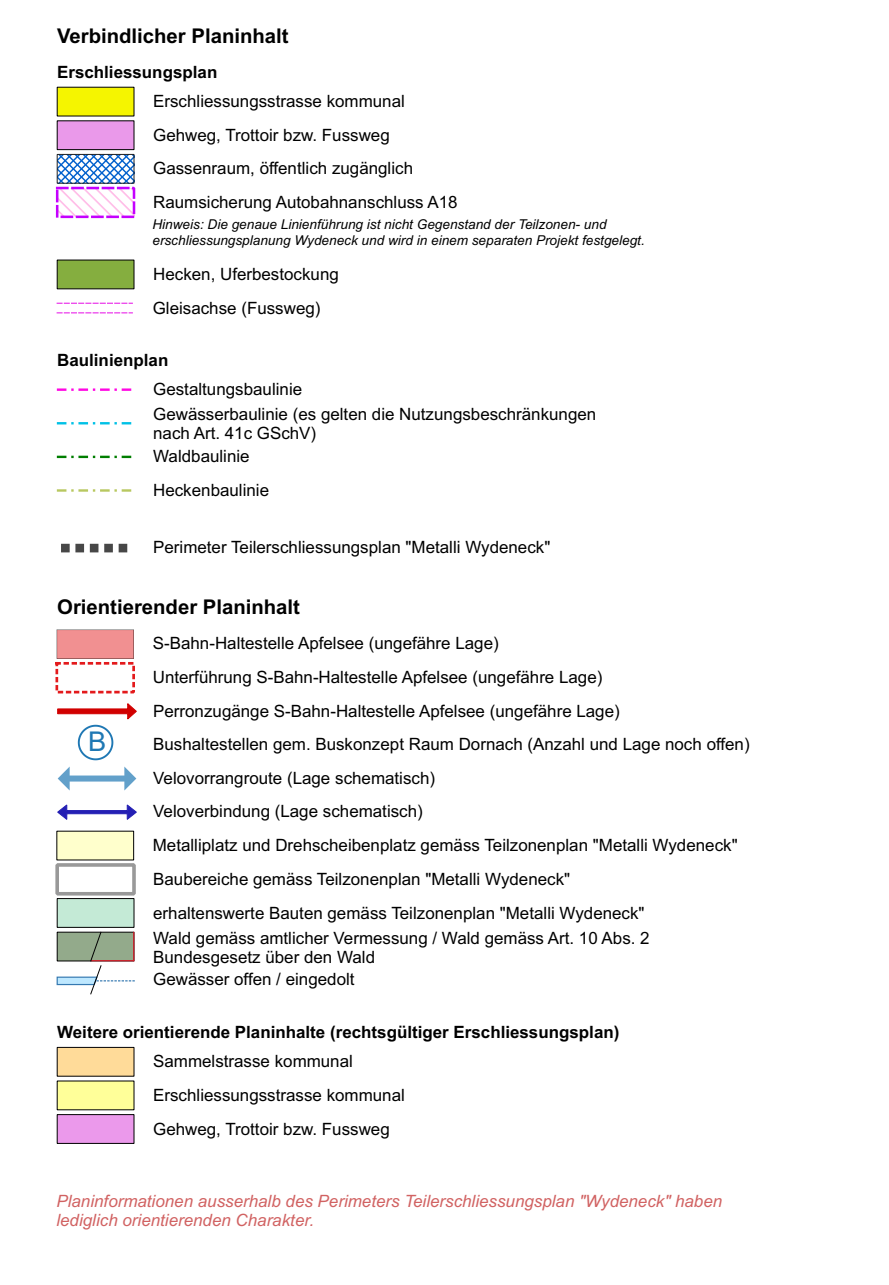 Verbindlicher Planinhalt
Erschliessungsplan
Erschliessungsstrasse kommunal
Gehweg, Trottoir bzw. Fussweg
Gassenraum, öffentlich zugänglich
Raumsicherung Autobahnanschluss A18
Hinweis: Die genaue Linienführung ist nicht Gegenstand der Teilzonen- und
erschliessungsplanung Wydeneck und wird in einem separaten Projekt festgelegt.
Hecken, Uferbestockung
Gleisachse (Fussweg)
Baulinienplan
Gestaltungsbaulinie
Gewässerbaulinie (es gelten die Nutzungsbeschränkungen
nach Art. 41c GSchV)
Waldbaulinie
Heckenbaulinie
Perimeter Teilerschliessungsplan "Metalli Wydeneck"
Orientierender Planinhalt
S-Bahn-Haltestelle Apfelsee (ungefähre Lage)
Unterführung S-Bahn-Haltestelle Apfelsee (ungefähre Lage)
Perronzugänge S-Bahn-Haltestelle Apfelsee (ungefähre Lage)
B Bushaltestellen gem. Buskonzept Raum Dornach (Anzahl und Lage noch offen)
Velovorrangroute (Lage schematisch)
Veloverbindung (Lage schematisch)
Metalliplatz und Drehscheibenplatz gemäss Teilzonenplan "Metalli Wydeneck"
Baubereiche gemäss Teilzonenplan "Metalli Wydeneck"
erhaltenswerte Bauten gemäss Teilzonenplan "Metalli Wydeneck"
Wald gemäss amtlicher Vermessung / Wald gemäss Art. 10 Abs. 2
Bundesgesetz über den Wald
Gewässer offen / eingedolt
Weitere orientierende Planinhalte (rechtsgültiger Erschliessungsplan)
Sammelstrasse kommunal
Erschliessungsstrasse kommunal
Gehweg, Trottoir bzw. Fussweg
Planinformationen ausserhalb des Perimeters Teilerschliessungsplan "Wydeneck" haben
lediglich orientierenden Charakter.